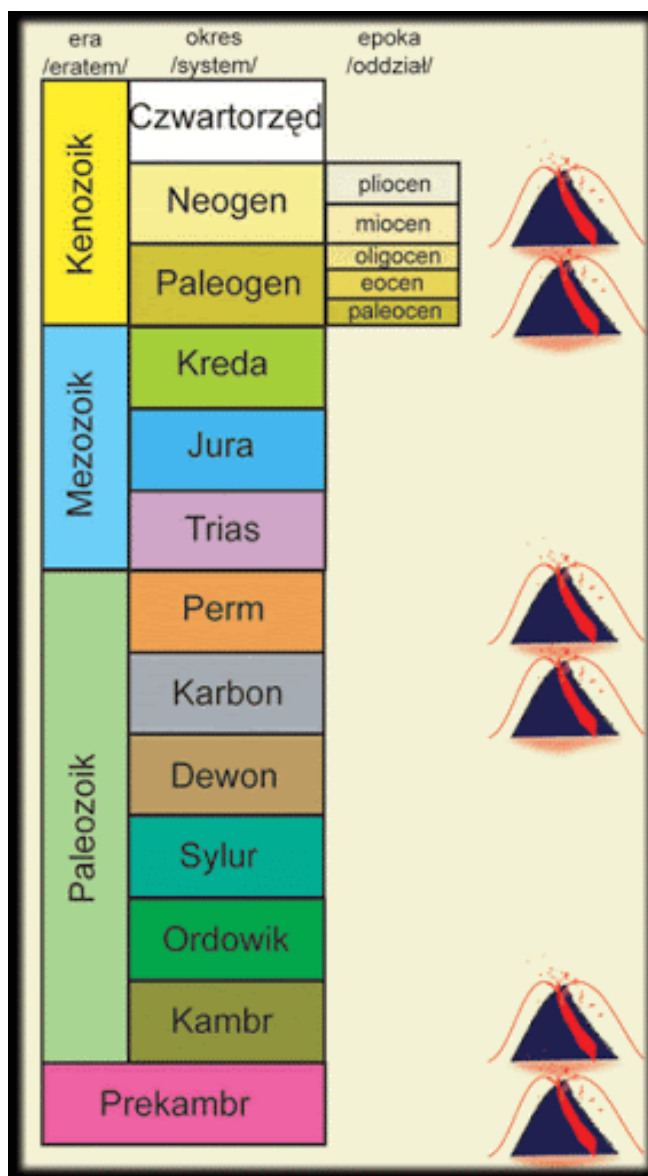 era
/eratem/
okres
/system/
epoka
/oddział/
Kenozoik
Czwartorzęd
Neogen
pliocen
miocen
Paleogen
oligocen
eocen
paleocen
Mezozoik
Kreda
Jura
Trias
Paleozoik
Perm
Karbon
Dewon
Sylur
Ordowik
Kambr
Prekambr